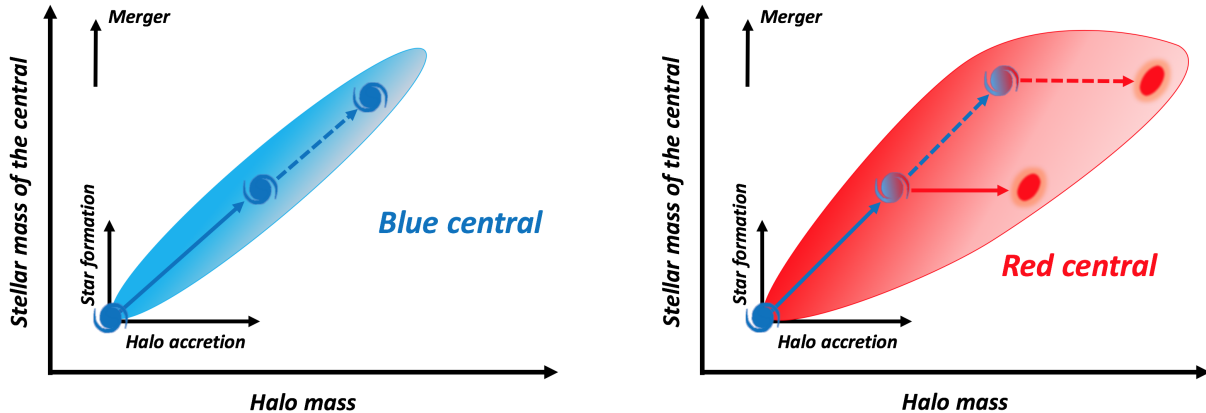 Merger
Stellar mass of the central
Star formation
Blue central
Halo accretion
Halo mass
Merger
Stellar mass of the central
Star formation
Red central
Halo accretion
Halo mass